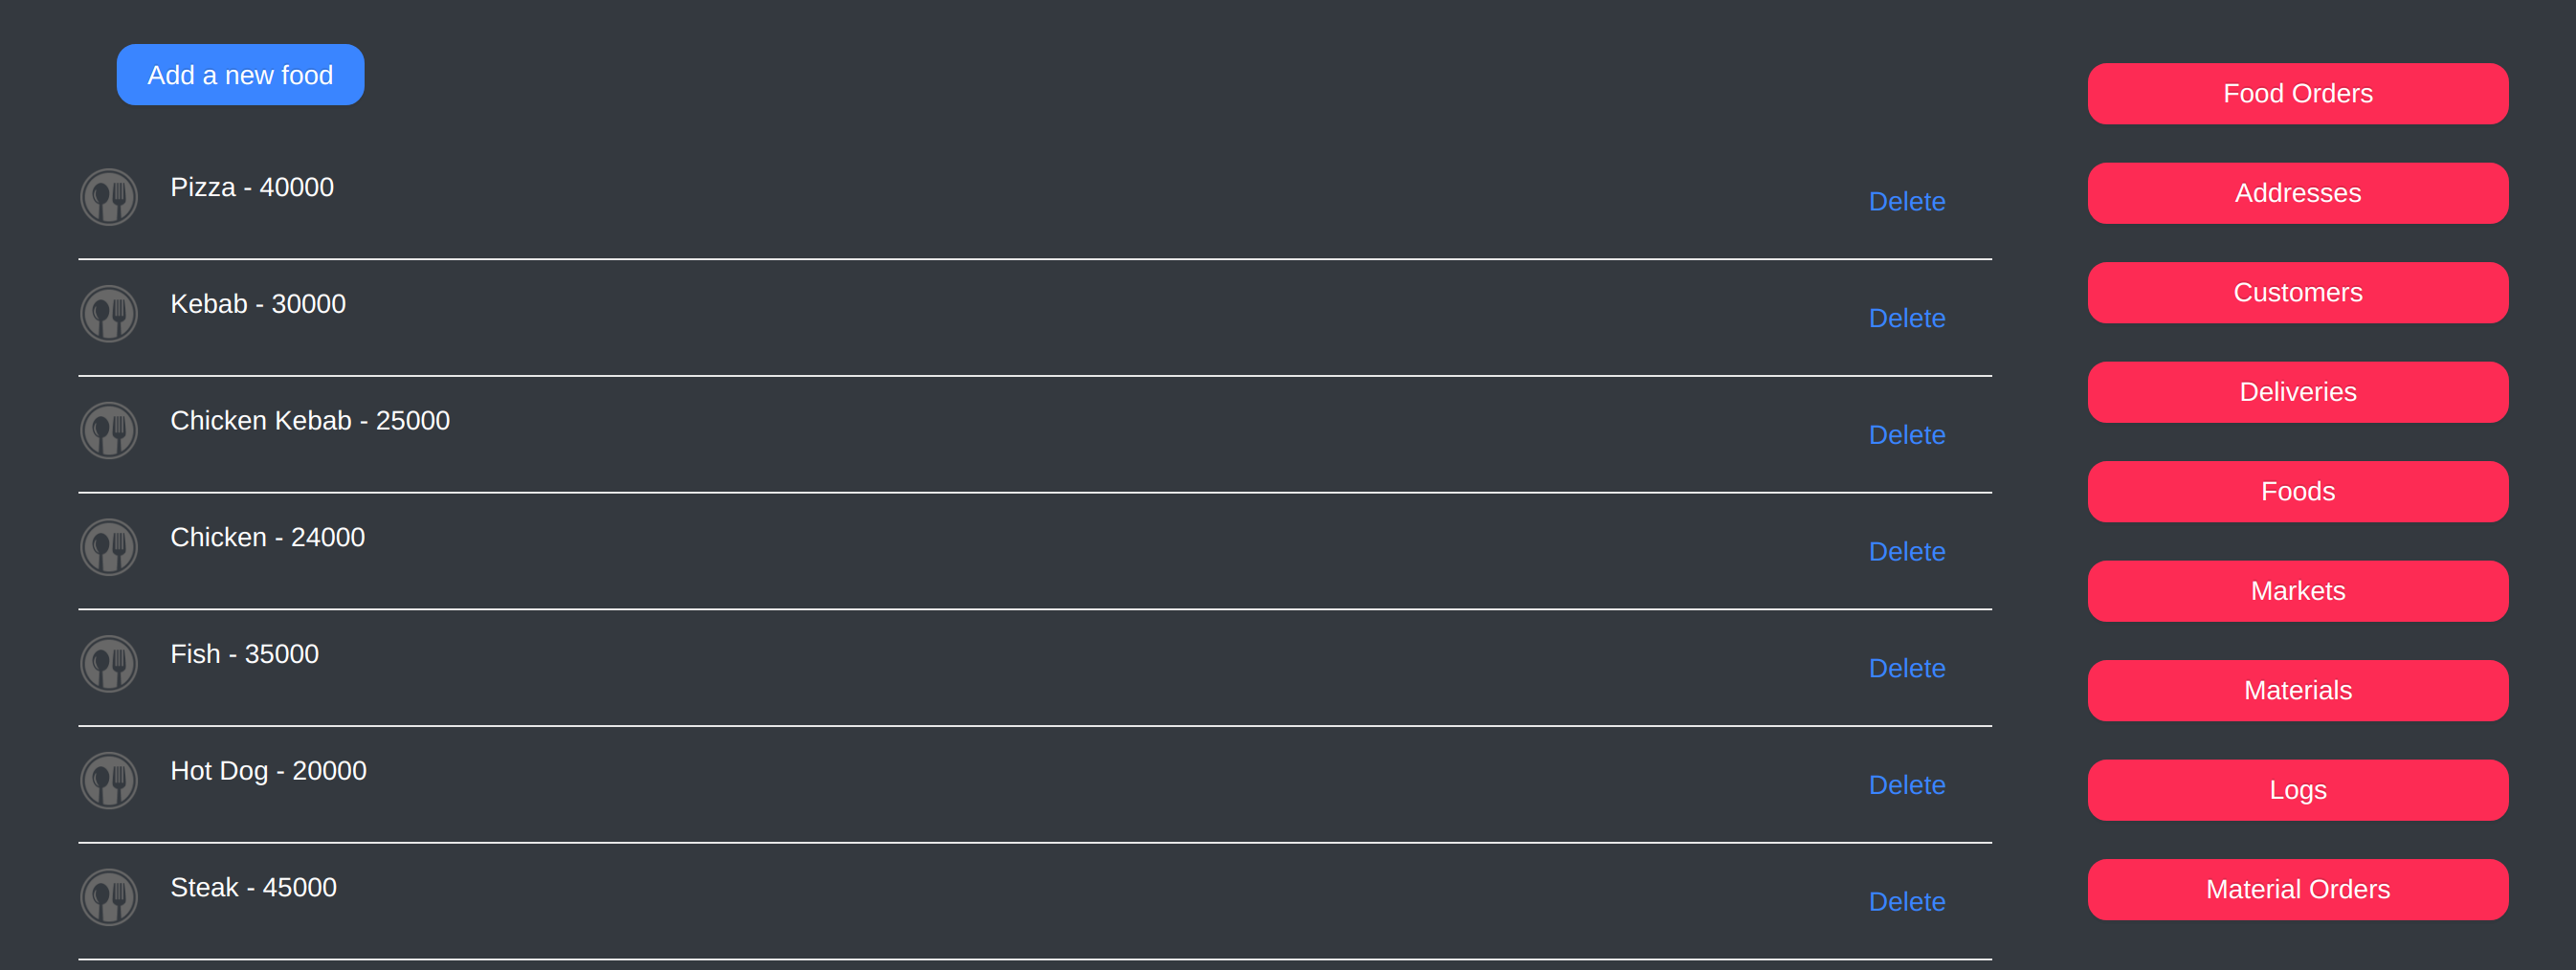 Add a new food
Pizza - 40000
Delete
Kebab - 30000
Delete
Chicken Kebab - 25000
Delete
Chicken - 24000
Delete
Fish - 35000
Delete
Hot Dog - 20000
Delete
Steak - 45000
Delete
Food Orders
Addresses
Customers
Deliveries
Foods
Markets
Materials
Logs
Material Orders